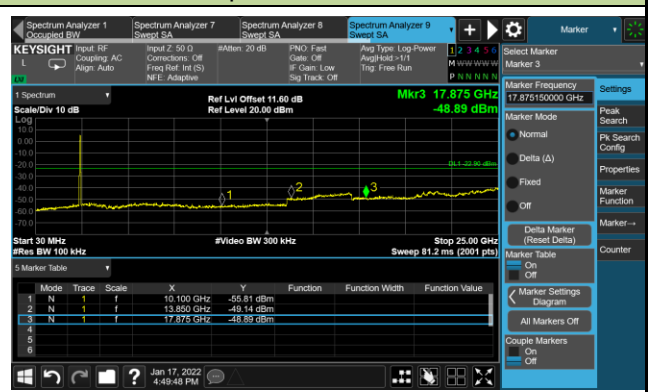 Spectrum Analyzer 1
Occupied BW
Spectrum Analyzer 7
Swept SA
Spectrum Analyzer 8
Swept SA
Spectrum Analyzer 9
Swept SA
Marker
KEYSIGHT
L
Input: RF
Coupling: AC
Align: Auto
Input Z: 50 Ω
Corrections: Off
Freq Ref: Int (S)
NFE: Adaptive
#Atten: 20 dB
PNO: Fast
Gate: Off
IF Gain: Low
Sig Track: Off
Avg Type: Log-Power
Avg|Hold:>1/1
Trig: Free Run
1 2 3 4 5 6
M W W W W W
P N N N N N
Select Marker
Marker 3
1 Spectrum
Scale/Div 10 dB
Log
Ref Lvl Offset 11.60 dB
Ref Level 20.00 dBm
Mkr3 17.875 GHz
-48.89 dBm
10.0
0.00
-10.0
-20.0
-30.0
-40.0
-50.0
-60.0
-70.0
DL1 -22.90 dBm
1
2
3
Start 30 MHz
#Res BW 100 kHz
#Video BW 300 kHz
Stop 25.00 GHz
Sweep 81.2 ms (2001 pts)
5 Marker Table
Mode Trace Scale X Y Function Function Width Function Value
1 N 1 f 10.100 GHz -55.81 dBm
2 N 1 f 13.850 GHz -49.14 dBm
3 N 1 f 17.875 GHz -48.89 dBm
4
5
6
Marker Frequency
17.875150000 GHz
Marker Mode
Normal
Delta (Δ)
Fixed
Off
Delta Marker
(Reset Delta)
Marker Table
On
Off
Marker Settings
Diagram
All Markers Off
Couple Markers
On
Off
Settings
Peak
Search
Pk Search
Config
Properties
Marker
Function
Marker→
Counter
?
Jan 17, 2022
4:49:48 PM